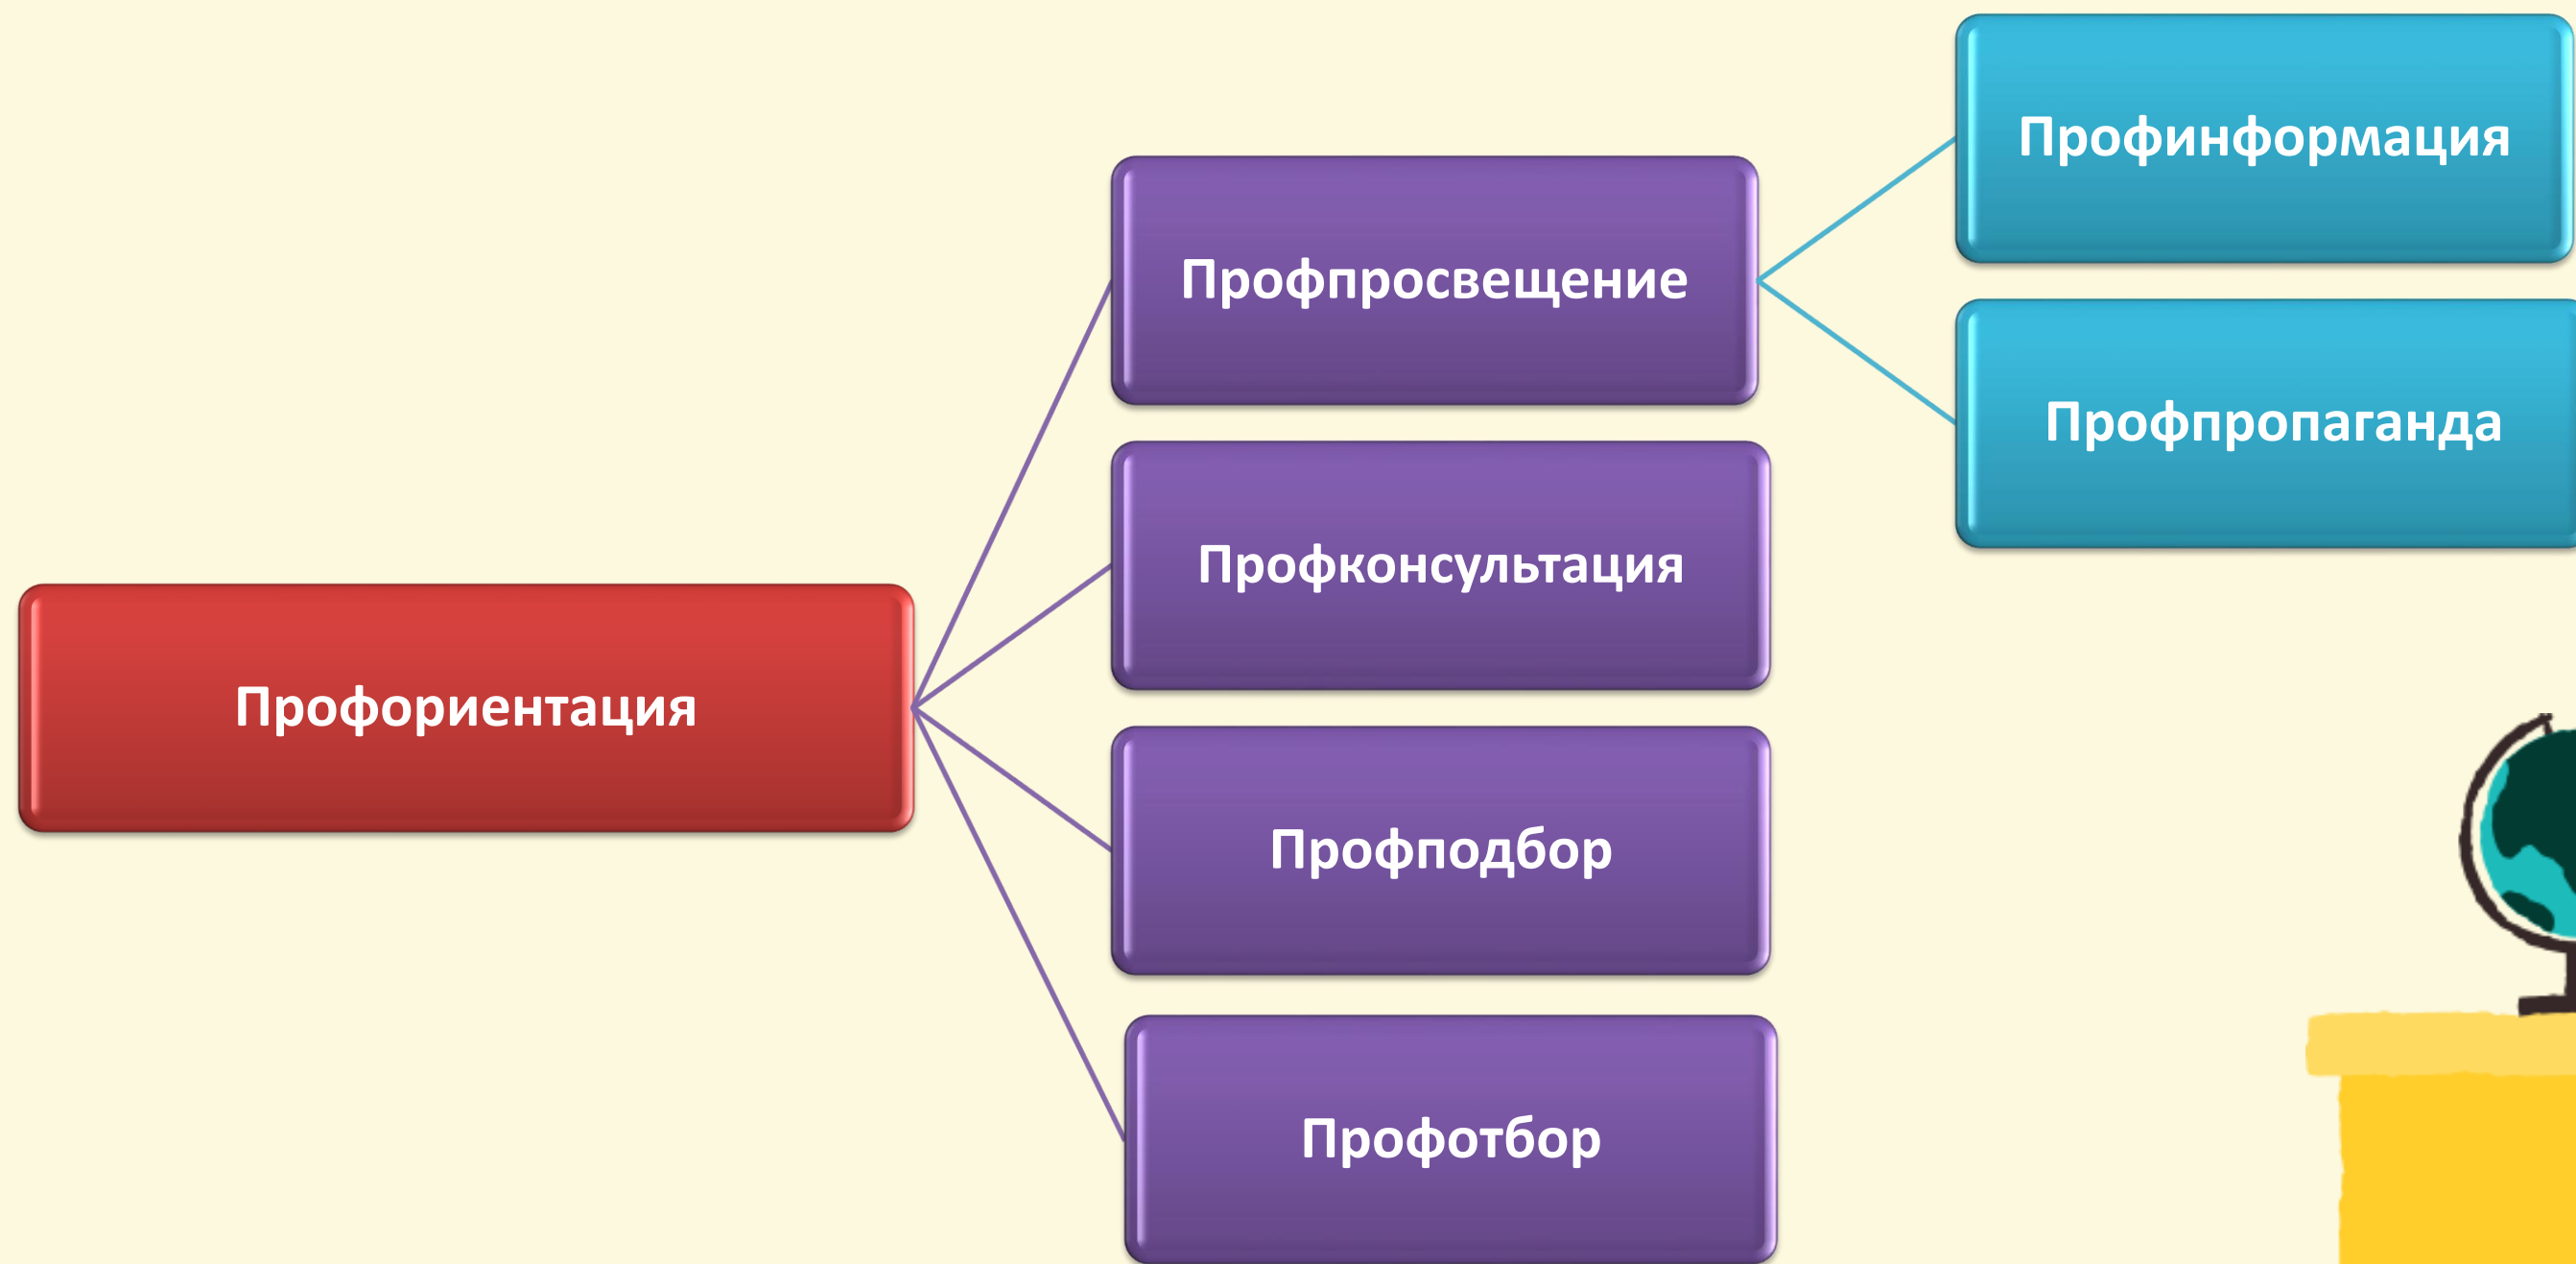 Профориентация
Профпросвещение
Профконсультация
Профподбор
Профотбор
Профинформация
Профпропаганда